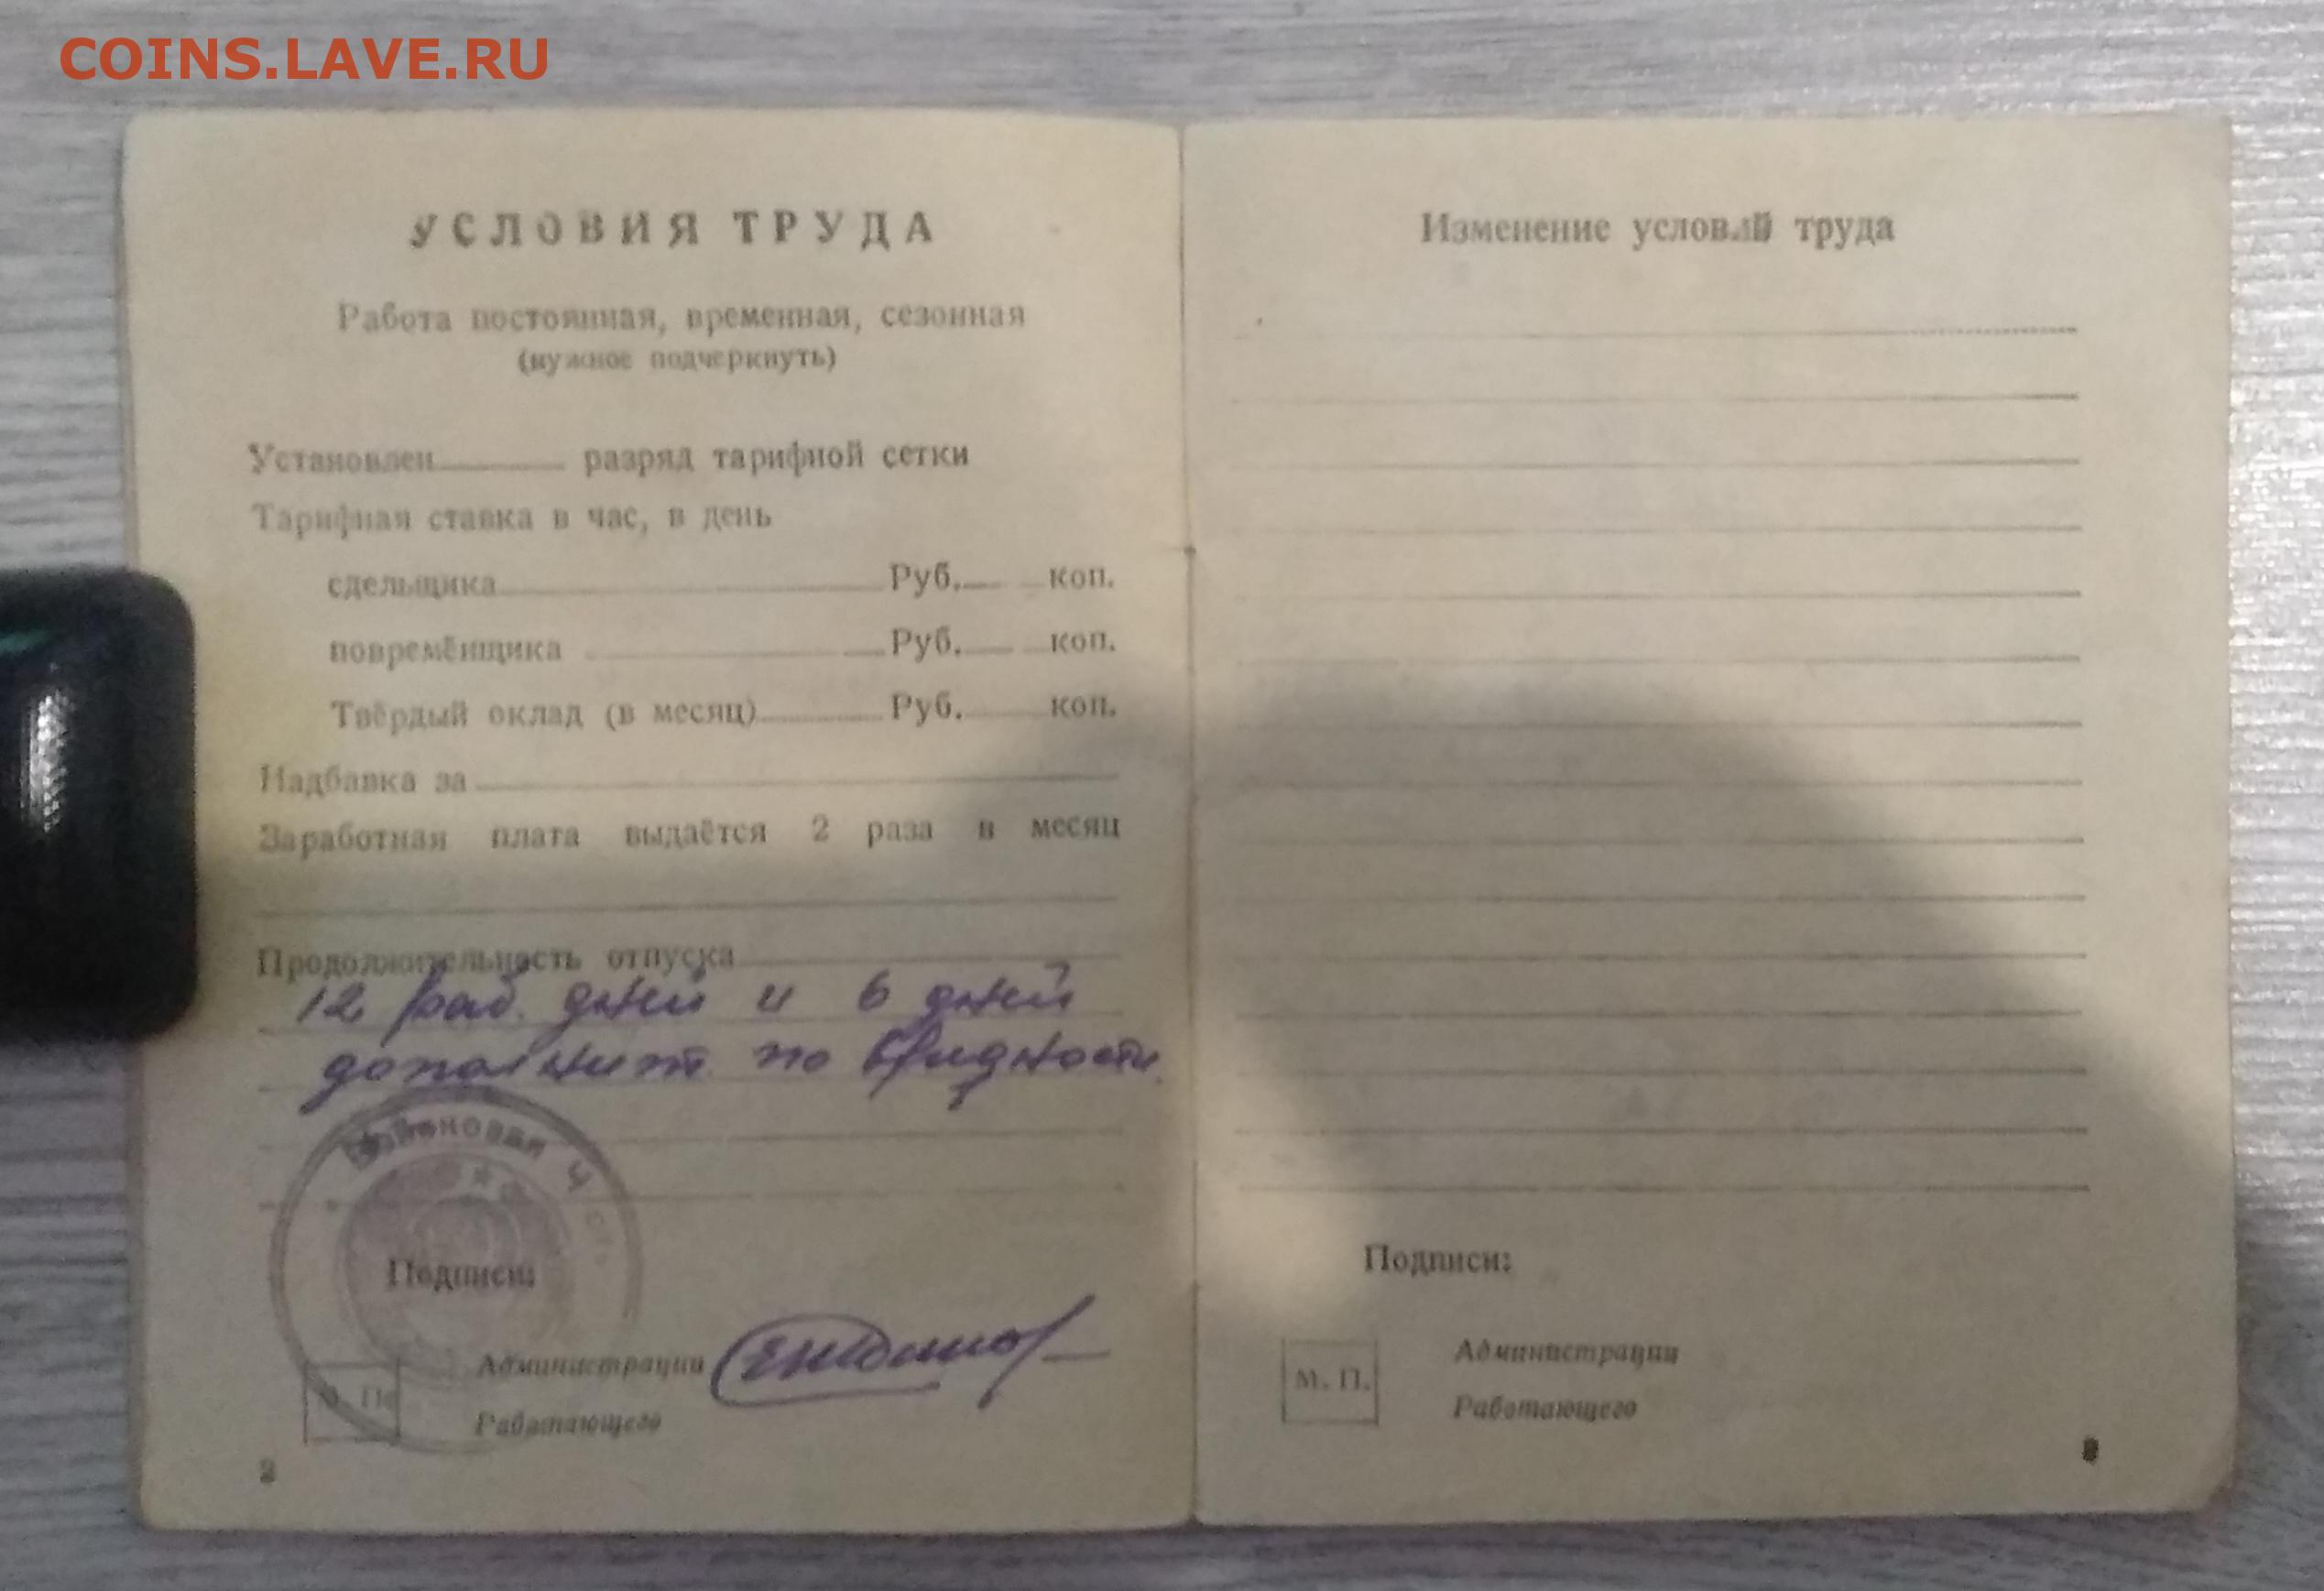 COINS.LAVE.RU
УСЛОВИЯ ТРУДА
Работа постоянная, временная, сезонная
(нужное подчеркнуть)
Установлен разряд тарифной сетки
Тарифная ставка в час, в день
сдельщика Руб. коп.
повремёнщика Руб. коп.
Твёрдый оклад (в месяц) Руб. коп.
Надбавка за
Заработная плата выдаётся 2 раза в месяц
Продолжительность отпуска
12 раб. дней и 6 дней
дополнит по вредности
Подписи:
Администрации
Работающего
2
Изменение условий труда
Подписи:
М. П.
Администрации
Работающего